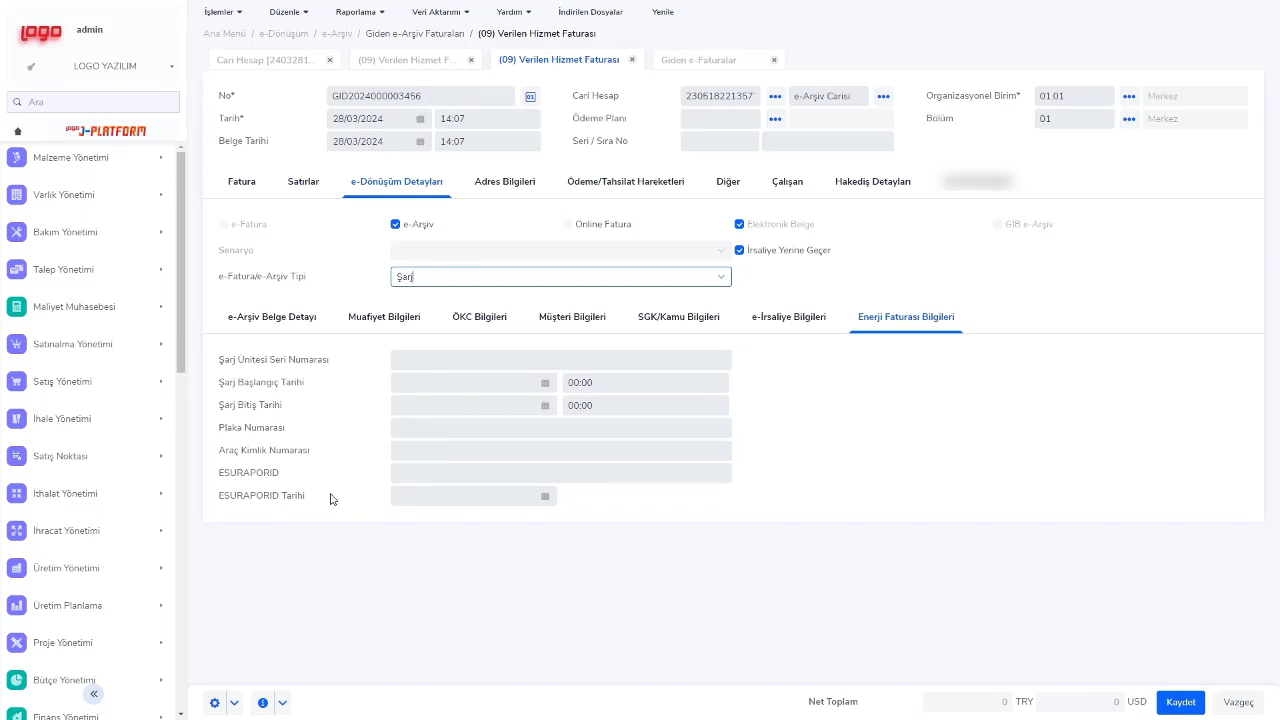 LOGO
admin
LOGO YAZILIM
Ara
LOGO J-PLATFORM
Malzeme Yönetimi
Varlık Yönetimi
Bakım Yönetimi
Talep Yönetimi
Maliyet Muhasebesi
Satınalma Yönetimi
Satış Yönetimi
İhale Yönetimi
Satış Noktası
İthalat Yönetimi
İhracat Yönetimi
Üretim Yönetimi
Üretim Planlama
Proje Yönetimi
Bütçe Yönetimi
Finans Yönetimi
İşlemler Düzenle Raporlama Veri Aktarımı Yardım İndirilen Dosyalar Yenile
Ana Menü / e-Dönüşüm / e-Arşiv / Giden e-Arşiv Faturaları / (09) Verilen Hizmet Faturası
Cari Hesap [2403281... (09) Verilen Hizmet F... (09) Verilen Hizmet Faturası Giden e-Faturalar
No* GID2024000003456 01 Cari Hesap 230518221357 e-Arşiv Carisi Organizasyonel Birim* 01.01 Merkez
Tarih* 28/03/2024 14:07 Ödeme Planı Bölüm 01 Merkez
Belge Tarihi 28/03/2024 14:07 Seri / Sıra No
Fatura Satırlar e-Dönüşüm Detayları Adres Bilgileri Ödeme/Tahsilat Hareketleri Diğer Çalışan Hakediş Detayları
e-Fatura e-Arşiv Online Fatura Elektronik Belge GİB e-Arşiv
Senaryo İrsaliye Yerine Geçer
e-Fatura/e-Arşiv Tipi Şarj
e-Arşiv Belge Detayı Muafiyet Bilgileri ÖKC Bilgileri Müşteri Bilgileri SGK/Kamu Bilgileri e-İrsaliye Bilgileri Enerji Faturası Bilgileri
Şarj Ünitesi Seri Numarası
Şarj Başlangıç Tarihi 00:00
Şarj Bitiş Tarihi 00:00
Plaka Numarası
Araç Kimlik Numarası
ESURAPORID
ESURAPORID Tarihi
Net Toplam 0 TRY 0 USD Kaydet Vazgeç